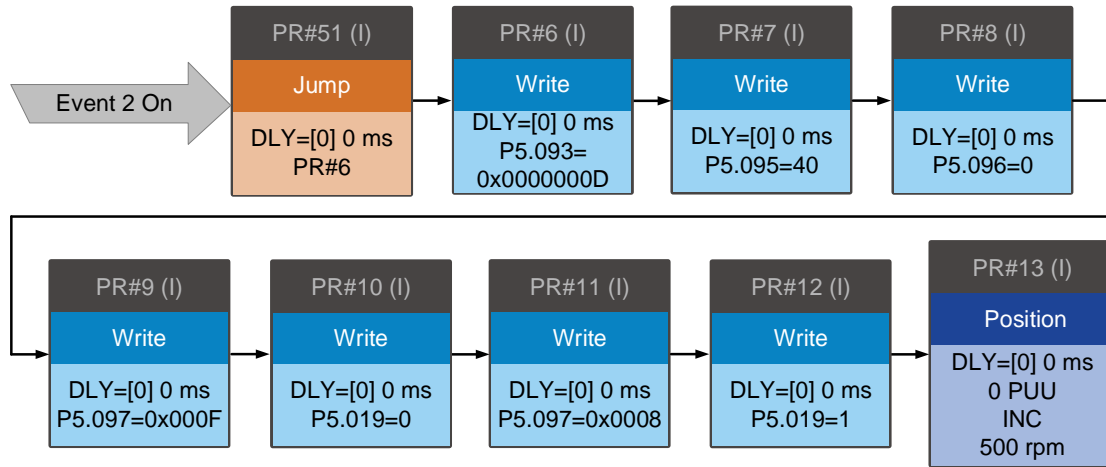 Event 2 On
PR#51 (I)
Jump
DLY=[0] 0 ms
PR#6
PR#6 (I)
Write
DLY=[0] 0 ms
P5.093=
0x0000000D
PR#7 (I)
Write
DLY=[0] 0 ms
P5.095=40
PR#8 (I)
Write
DLY=[0] 0 ms
P5.096=0
PR#9 (I)
Write
DLY=[0] 0 ms
P5.097=0x000F
PR#10 (I)
Write
DLY=[0] 0 ms
P5.019=0
PR#11 (I)
Write
DLY=[0] 0 ms
P5.097=0x0008
PR#12 (I)
Write
DLY=[0] 0 ms
P5.019=1
PR#13 (I)
Position
DLY=[0] 0 ms
0 PUU
INC
500 rpm